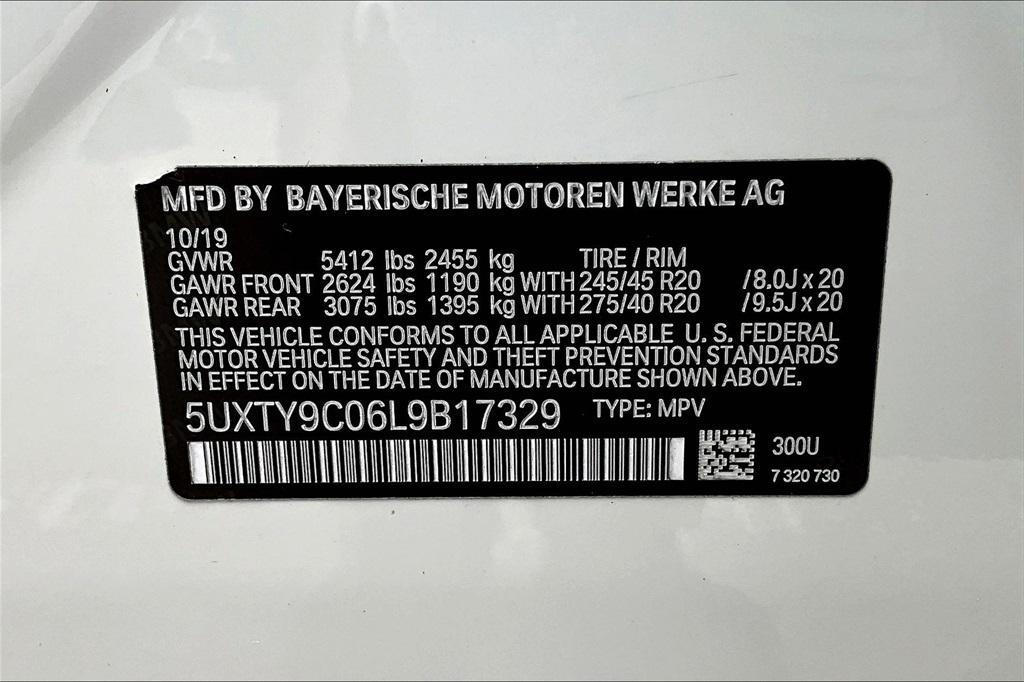 MFD BY BAYERISCHE MOTOREN WERKE AG
10/19
GVWR 5412 lbs 2455 kg TIRE / RIM
GAWR FRONT 2624 lbs 1190 kg WITH 245/45 R20 /8.0J x 20
GAWR REAR 3075 lbs 1395 kg WITH 275/40 R20 /9.5J x 20
THIS VEHICLE CONFORMS TO ALL APPLICABLE U. S. FEDERAL
MOTOR VEHICLE SAFETY AND THEFT PREVENTION STANDARDS
IN EFFECT ON THE DATE OF MANUFACTURE SHOWN ABOVE.
5UXTY9C06L9B17329 TYPE: MPV
300U
7 320 730